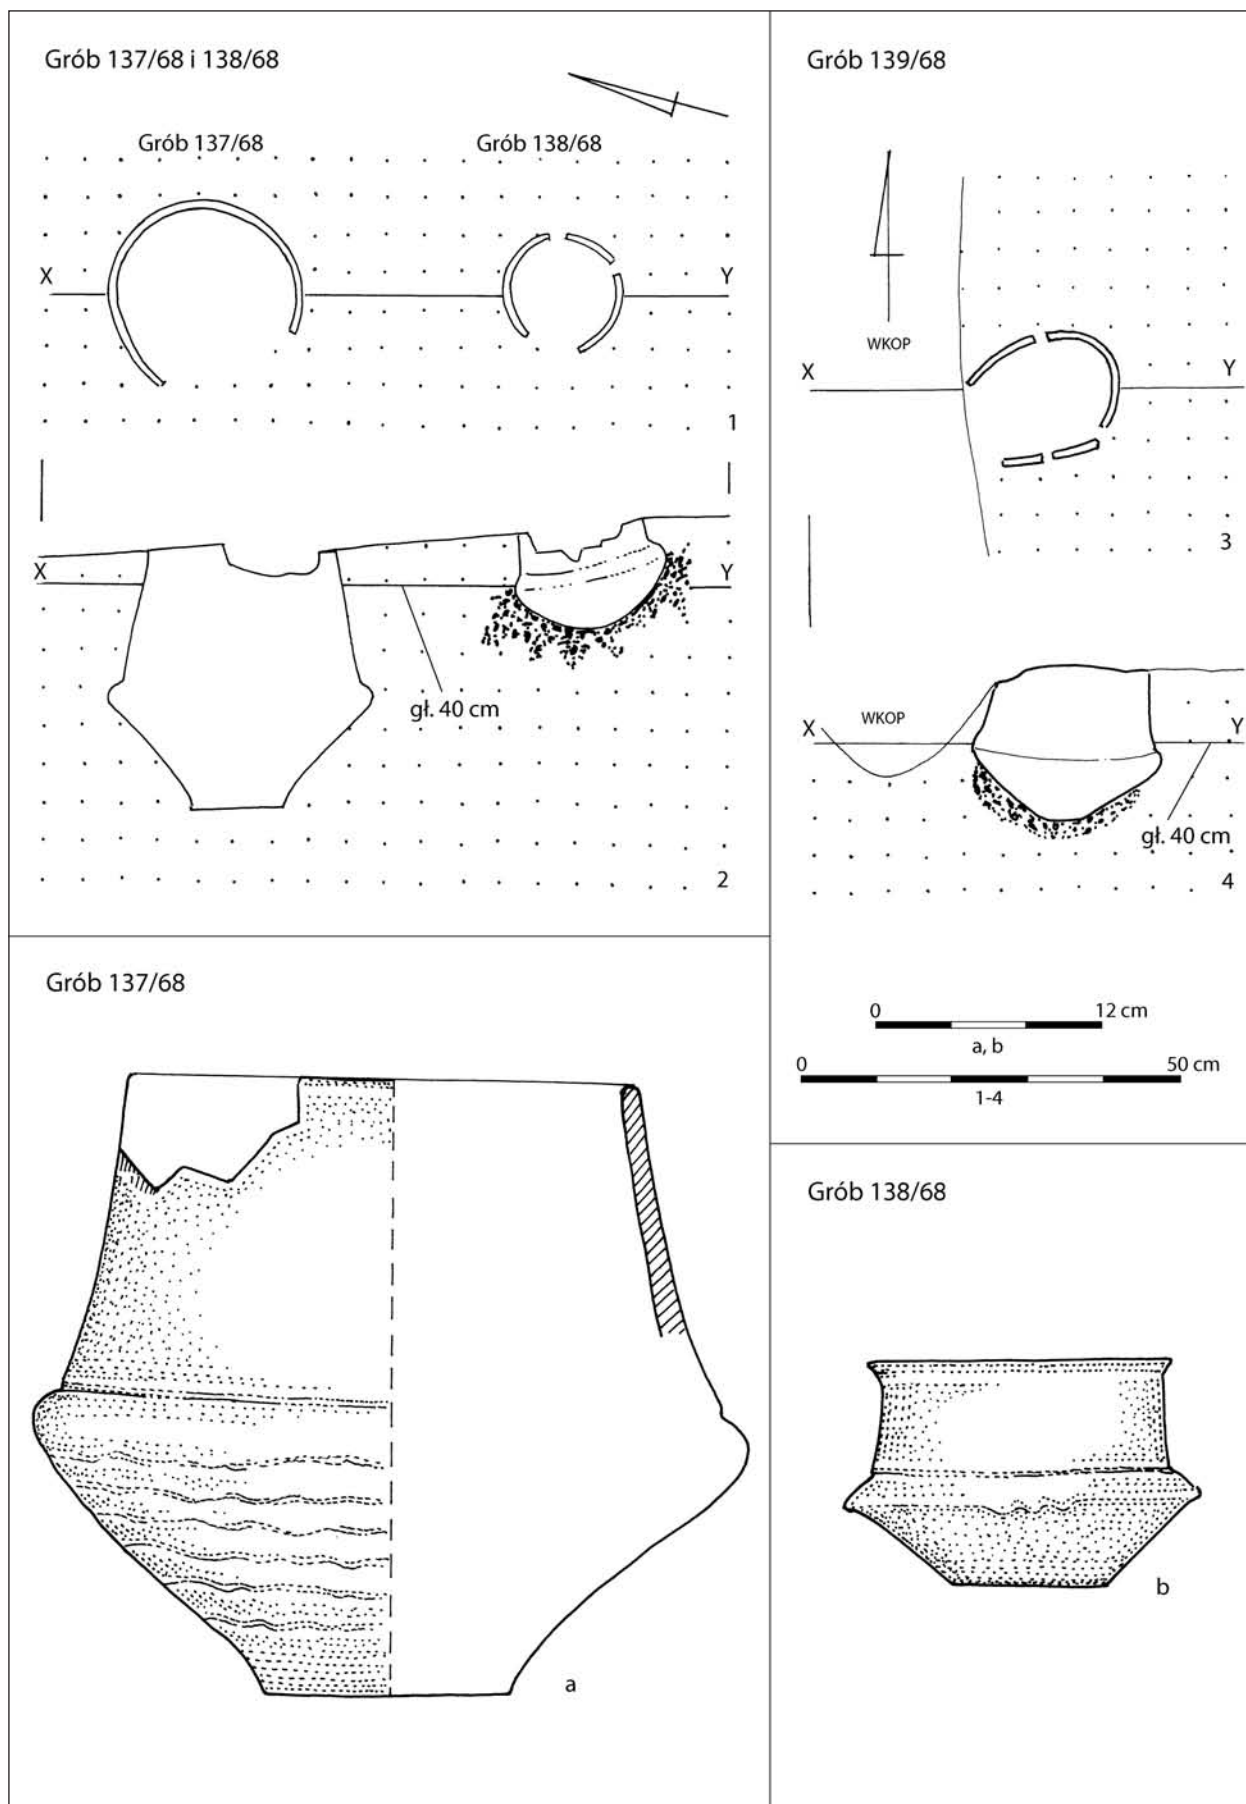 Grób 137/68 i 138/68
Grób 137/68
Grób 138/68
X
Y
1
X
Y
gł. 40 cm
2
Grób 139/68
WKOP
X
Y
3
WKOP
X
Y
gł. 40 cm
4
0 12 cm
a, b
0 50 cm
1-4
Grób 137/68
a
Grób 138/68
b